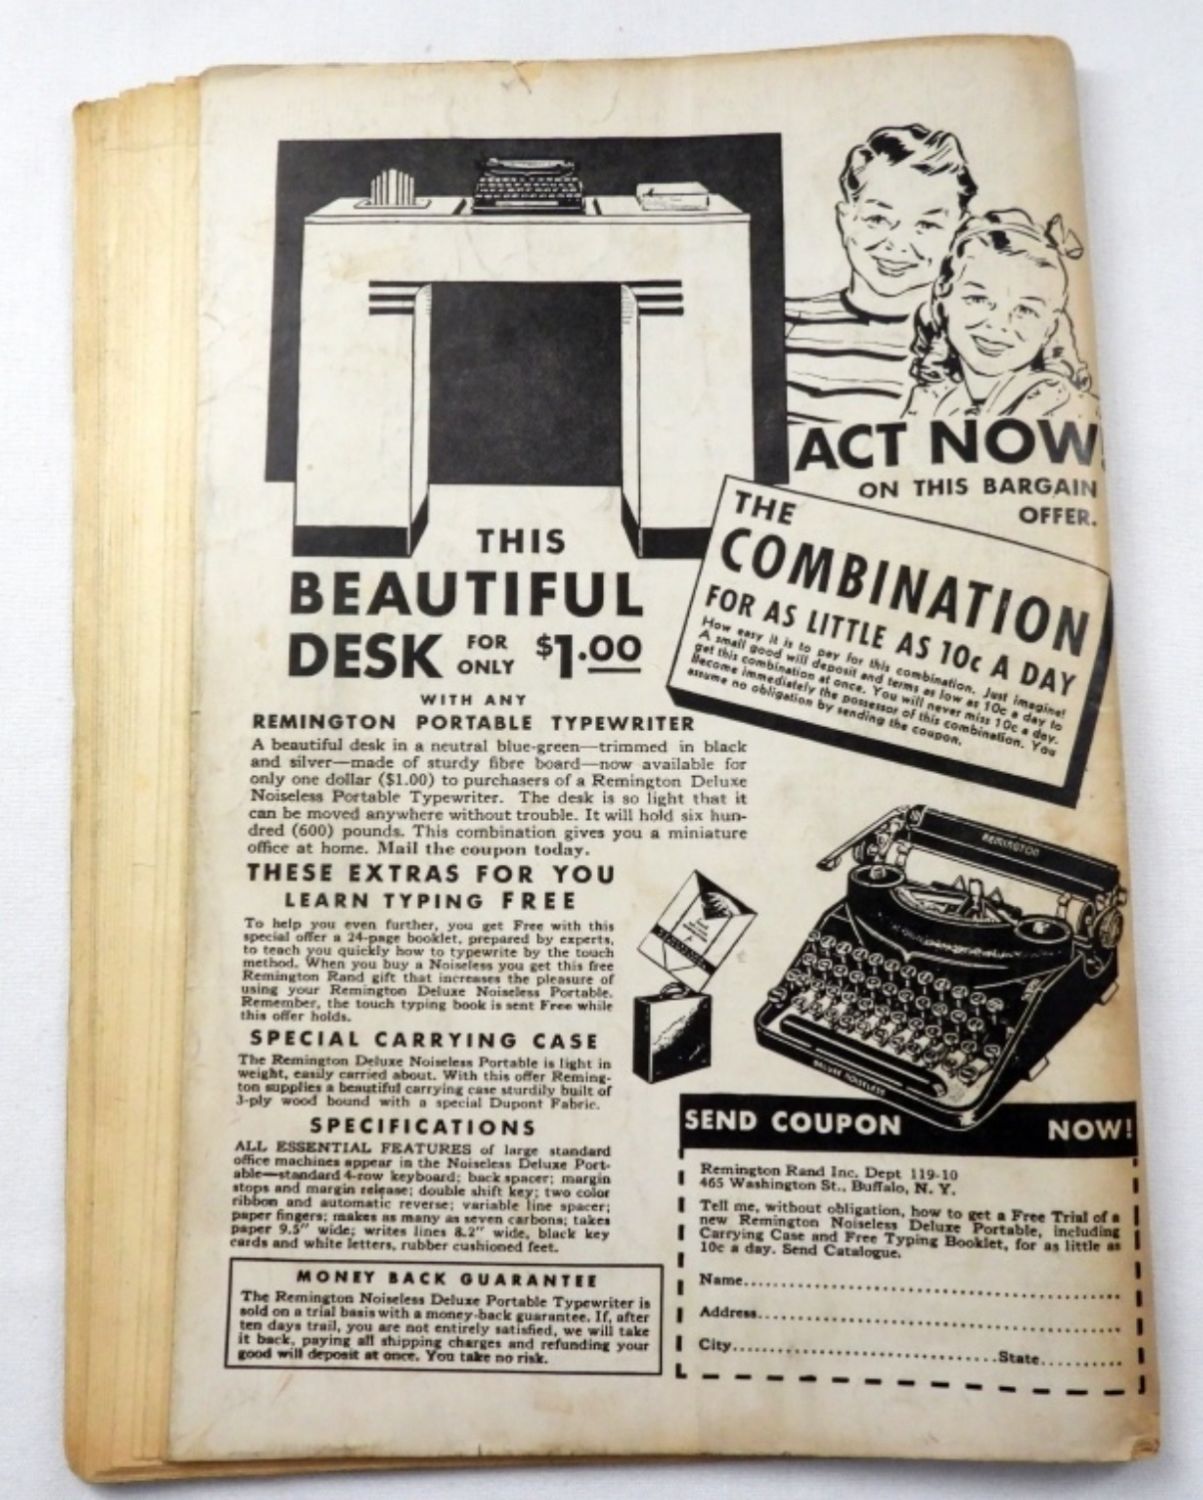 ACT NOW!
ON THIS BARGAIN
OFFER.
THE
COMBINATION
FOR AS LITTLE AS 10c A DAY
How easy it is to pay for this combination. Just imagine!
A small good will deposit and terms as low as 10c a day to
get this combination at once. You will never miss 10c a day.
Become immediately the possessor of this combination. You
assume no obligation by sending the coupon.
THIS
BEAUTIFUL
DESK FOR ONLY $1.00
WITH ANY
REMINGTON PORTABLE TYPEWRITER
A beautiful desk in a neutral blue-green—trimmed in black
and silver—made of sturdy fibre board—now available for
only one dollar ($1.00) to purchasers of a Remington Deluxe
Noiseless Portable Typewriter. The desk is so light that it
can be moved anywhere without trouble. It will hold six hun-
dred (600) pounds. This combination gives you a miniature
office at home. Mail the coupon today.
THESE EXTRAS FOR YOU
LEARN TYPING FREE
To help you even further, you get Free with this
special offer a 24-page booklet, prepared by experts,
to teach you quickly how to typewrite by the touch
method. When you buy a Noiseless you get this free
Remington Rand gift that increases the pleasure of
using your Remington Deluxe Noiseless Portable.
Remember, the touch typing book is sent Free while
this offer holds.
SPECIAL CARRYING CASE
The Remington Deluxe Noiseless Portable is light in
weight, easily carried about. With this offer Reming-
ton supplies a beautiful carrying case sturdily built of
3-ply wood bound with a special Dupont Fabric.
SPECIFICATIONS
ALL ESSENTIAL FEATURES of large standard
office machines appear in the Noiseless Deluxe Port-
able—standard 4-row keyboard; back spacer; margin
stops and margin release; double shift key; two color
ribbon and automatic reverse; variable line spacer;
paper fingers; makes as many as seven carbons; takes
paper 9.5" wide; writes lines 8.2" wide, black key
cards and white letters, rubber cushioned feet.
MONEY BACK GUARANTEE
The Remington Noiseless Deluxe Portable Typewriter is
sold on a trial basis with a money-back guarantee. If, after
ten days trail, you are not entirely satisfied, we will take
it back, paying all shipping charges and refunding your
good will deposit at once. You take no risk.
REMINGTON
DELUXE NOISELESS
SEND COUPON NOW!
Remington Rand Inc. Dept 119-10
465 Washington St., Buffalo, N. Y.
Tell me, without obligation, how to get a Free Trial of a
new Remington Noiseless Deluxe Portable, including
Carrying Case and Free Typing Booklet, for as little as
10c a day. Send Catalogue.
Name
Address
City State